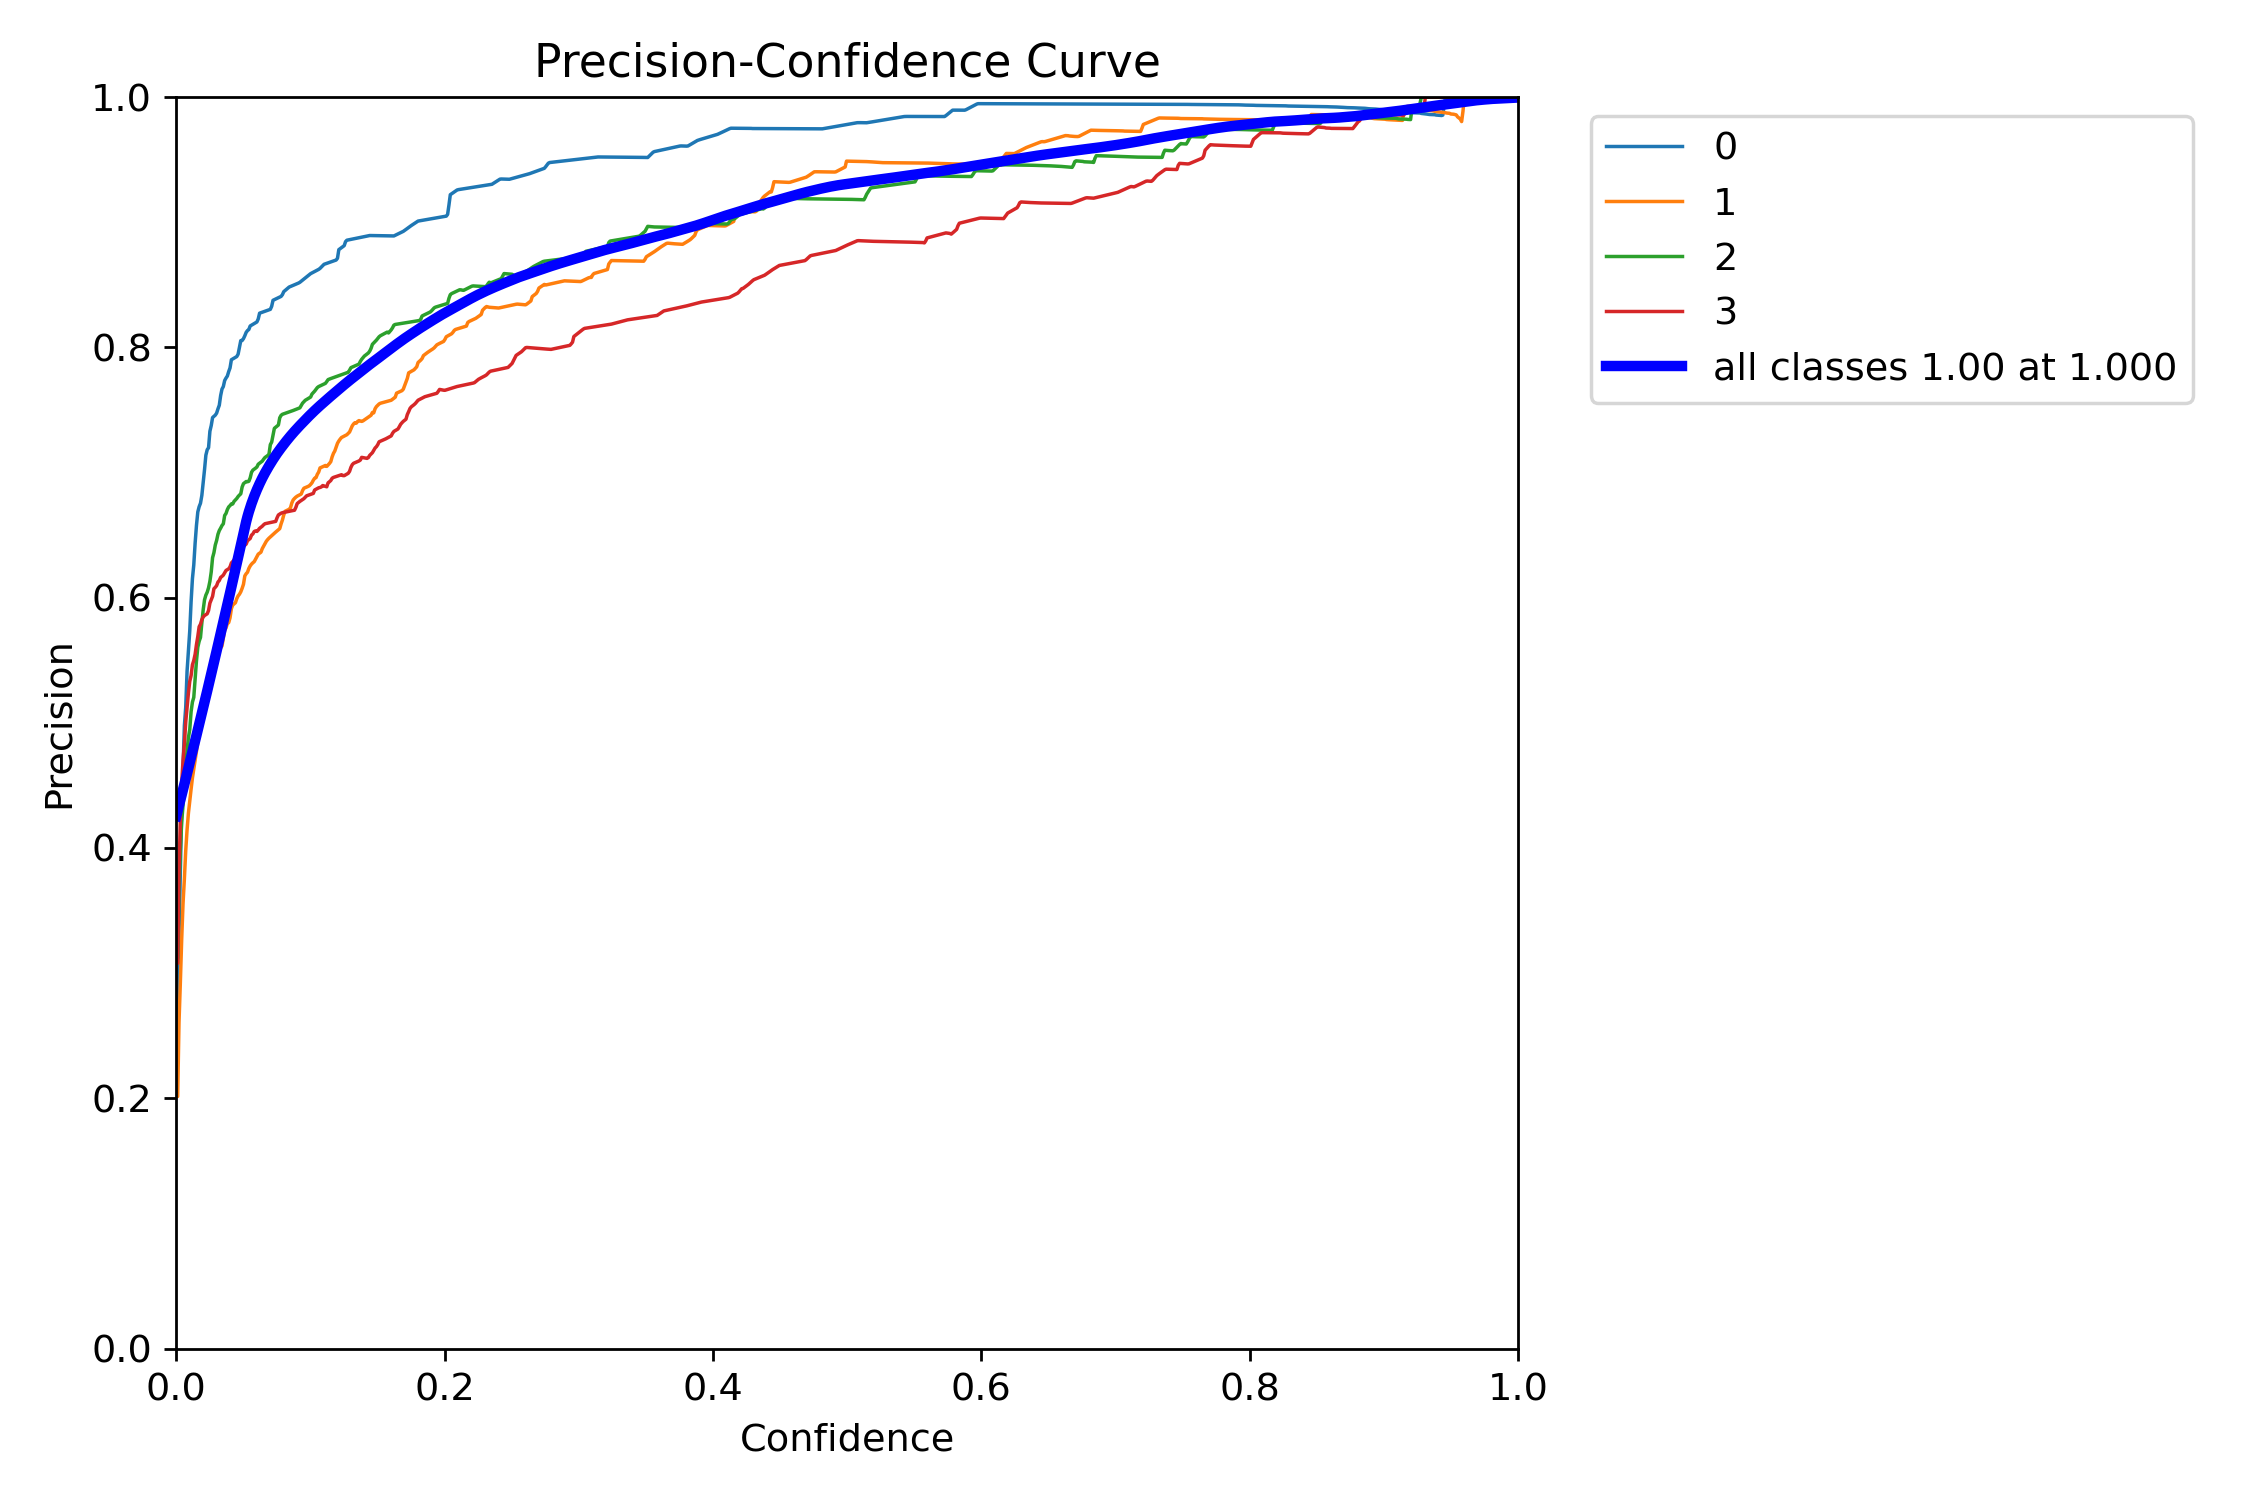 Precision-Confidence Curve
1.0
0.8
0.6
0.4
0.2
0.0
Precision
0.0 0.2 0.4 0.6 0.8 1.0
Confidence
0
1
2
3
all classes 1.00 at 1.000